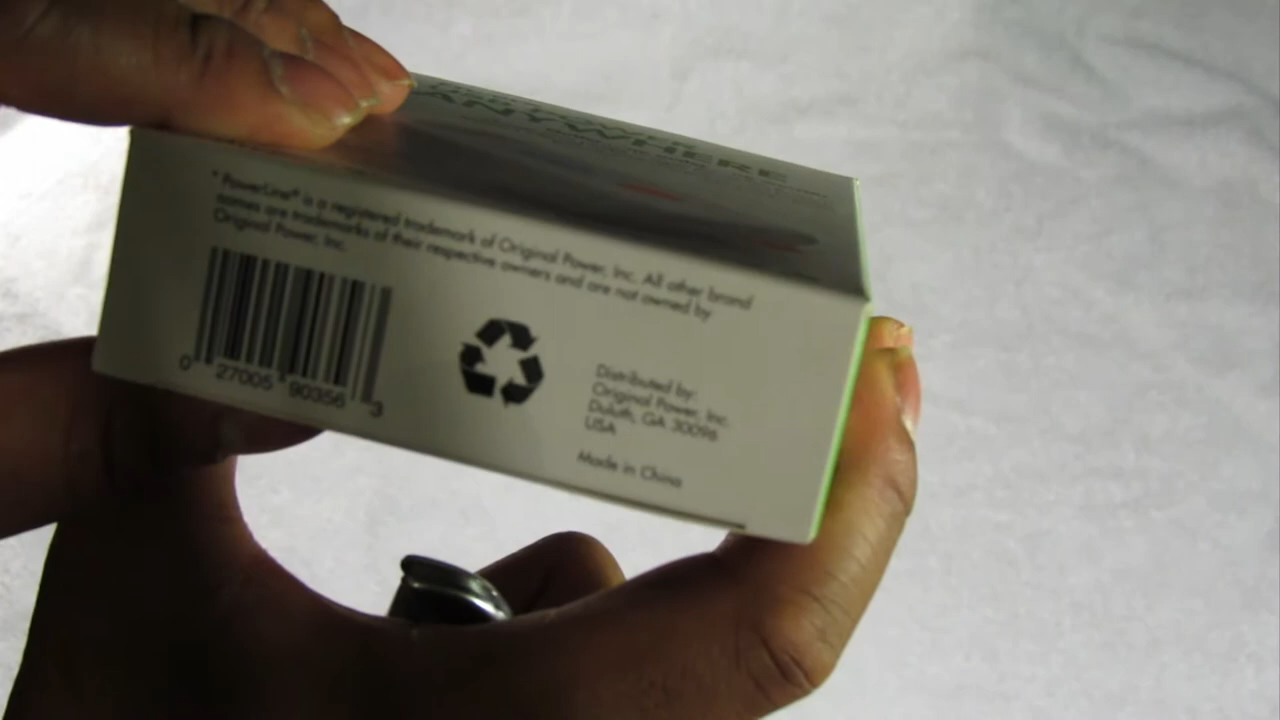 ANYWHERE
* PowerLine® is a registered trademark of Original Power, Inc. All other brand
names are trademarks of their respective owners and are not owned by
Original Power, Inc.
0 27005 90356 3
Distributed by:
Original Power, Inc.
Duluth, GA 30096
USA
Made in China